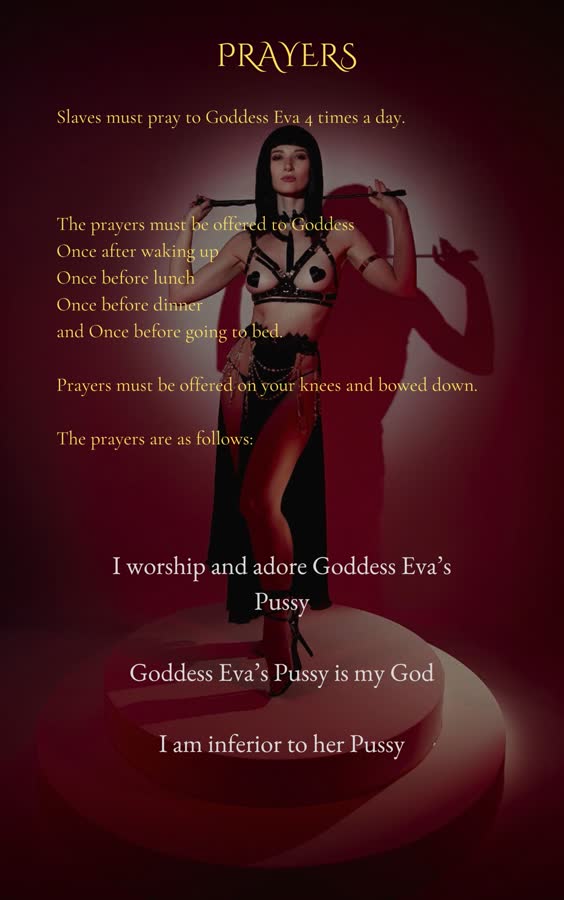 PRAYERS
Slaves must pray to Goddess Eva 4 times a day.
The prayers must be offered to Goddess
Once after waking up
Once before lunch
Once before dinner
and Once before going to bed.
Prayers must be offered on your knees and bowed down.
The prayers are as follows:
I worship and adore Goddess Eva’s
Pussy
Goddess Eva’s Pussy is my God
I am inferior to her Pussy